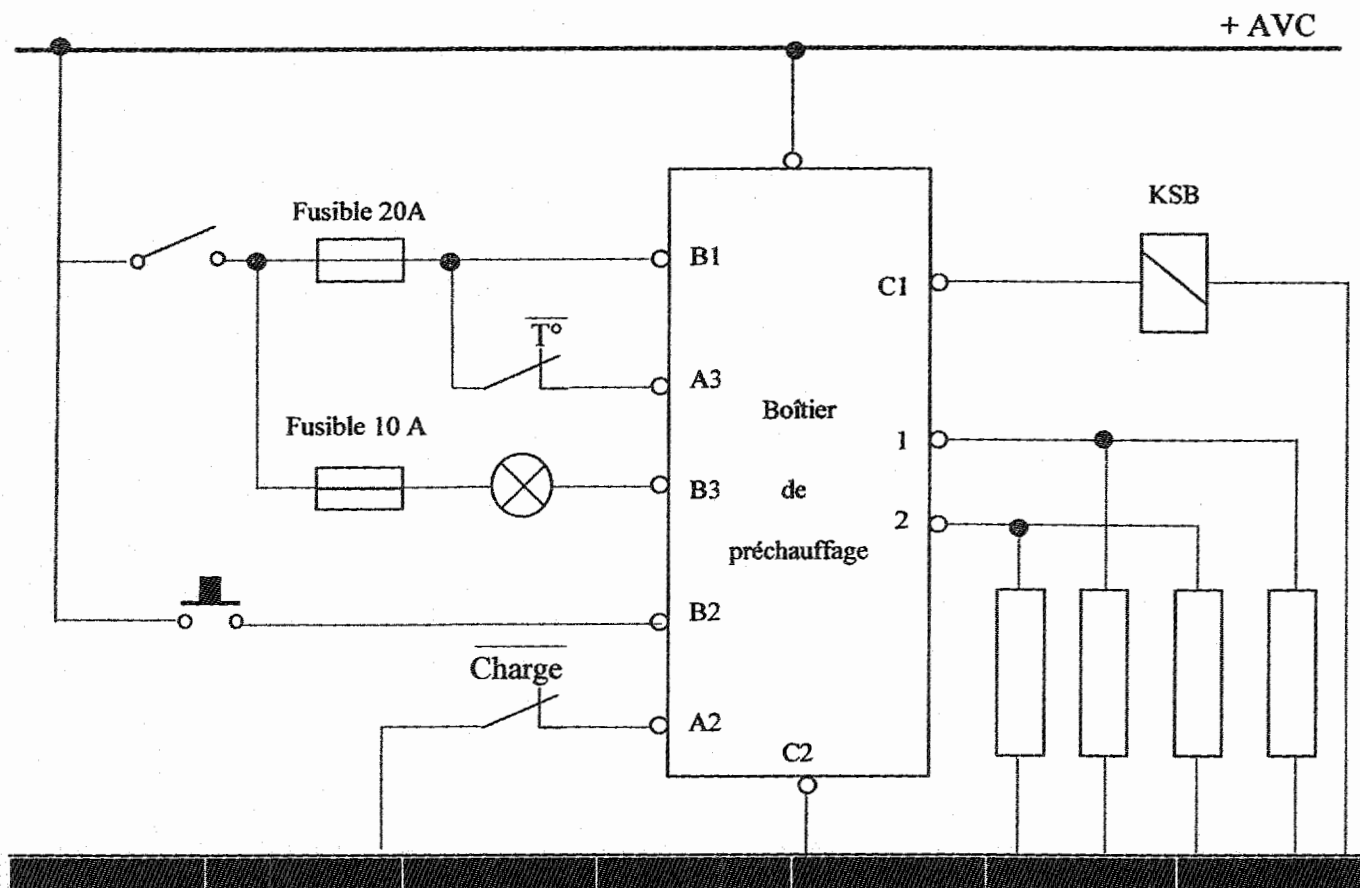 + AVC
KSB
Fusible 20A
B1
C1
T°
A3
Boîtier
Fusible 10 A
1
B3
de
2
préchauffage
B2
Charge
A2
C2